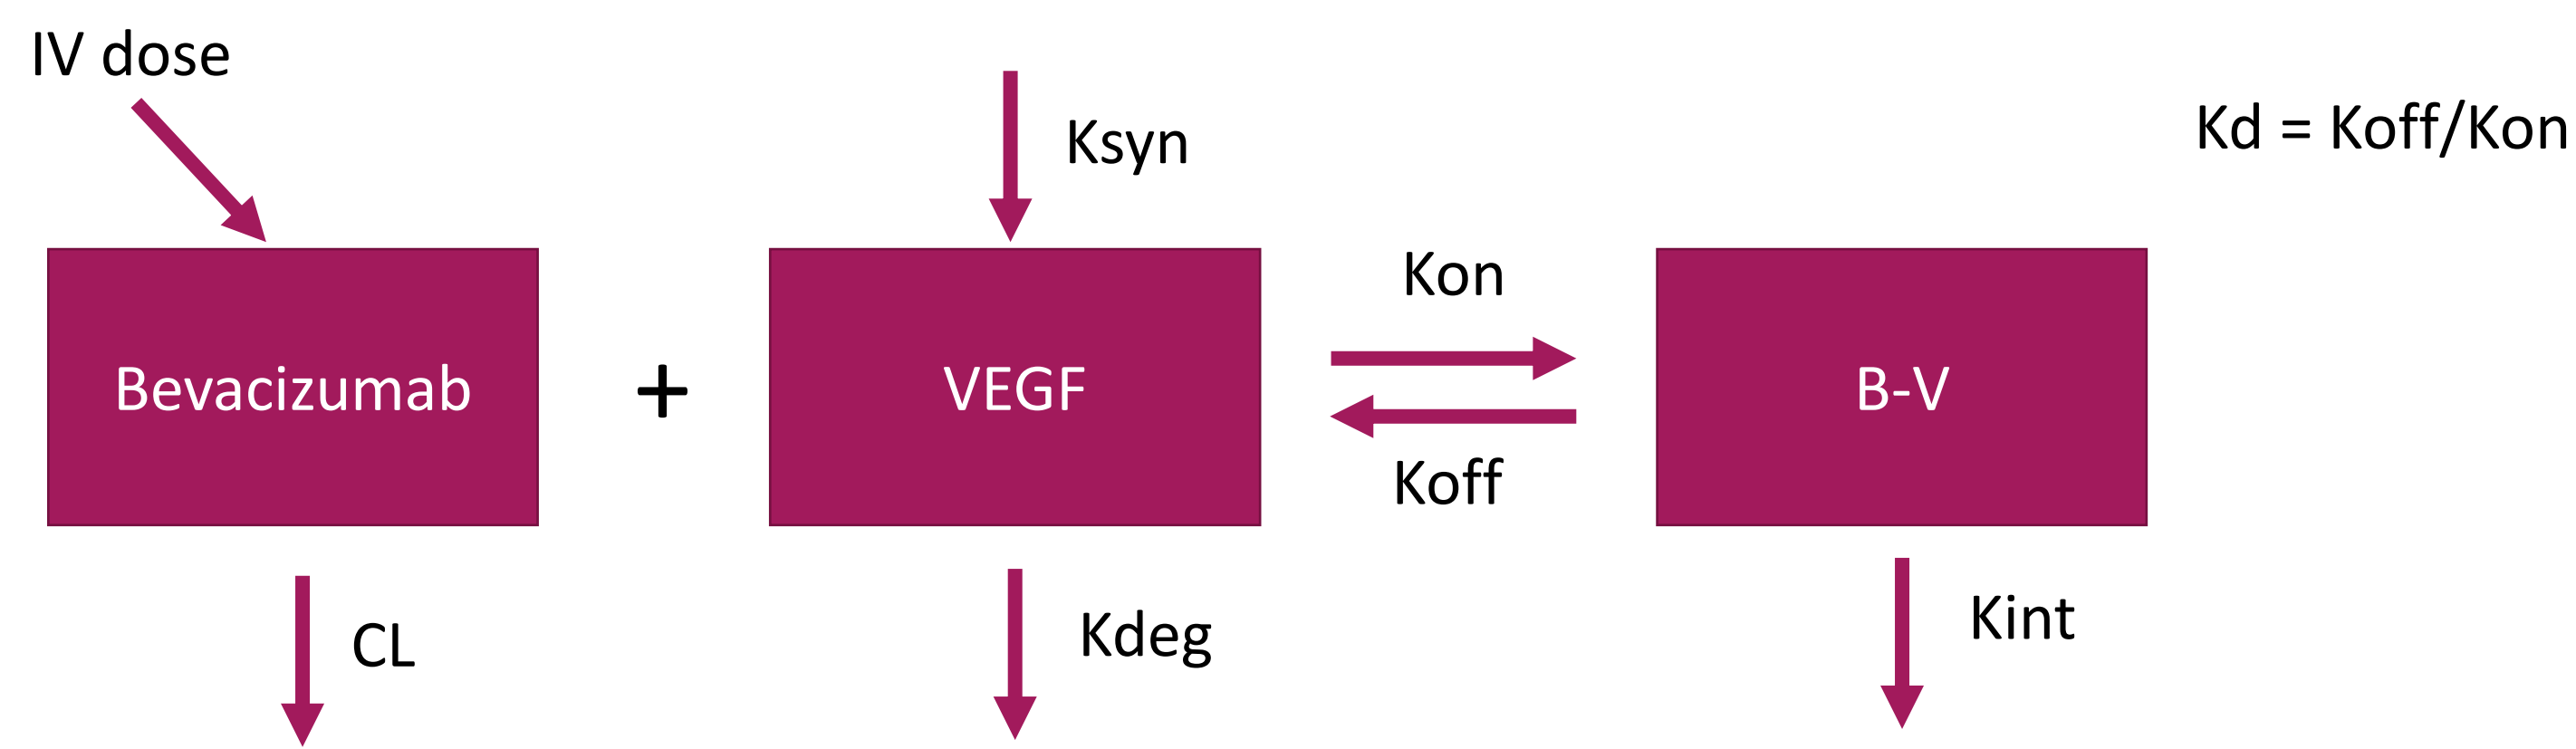 IV dose
Ksyn
Kd = Koff/Kon
Bevacizumab
+
VEGF
Kon
Koff
B-V
CL
Kdeg
Kint